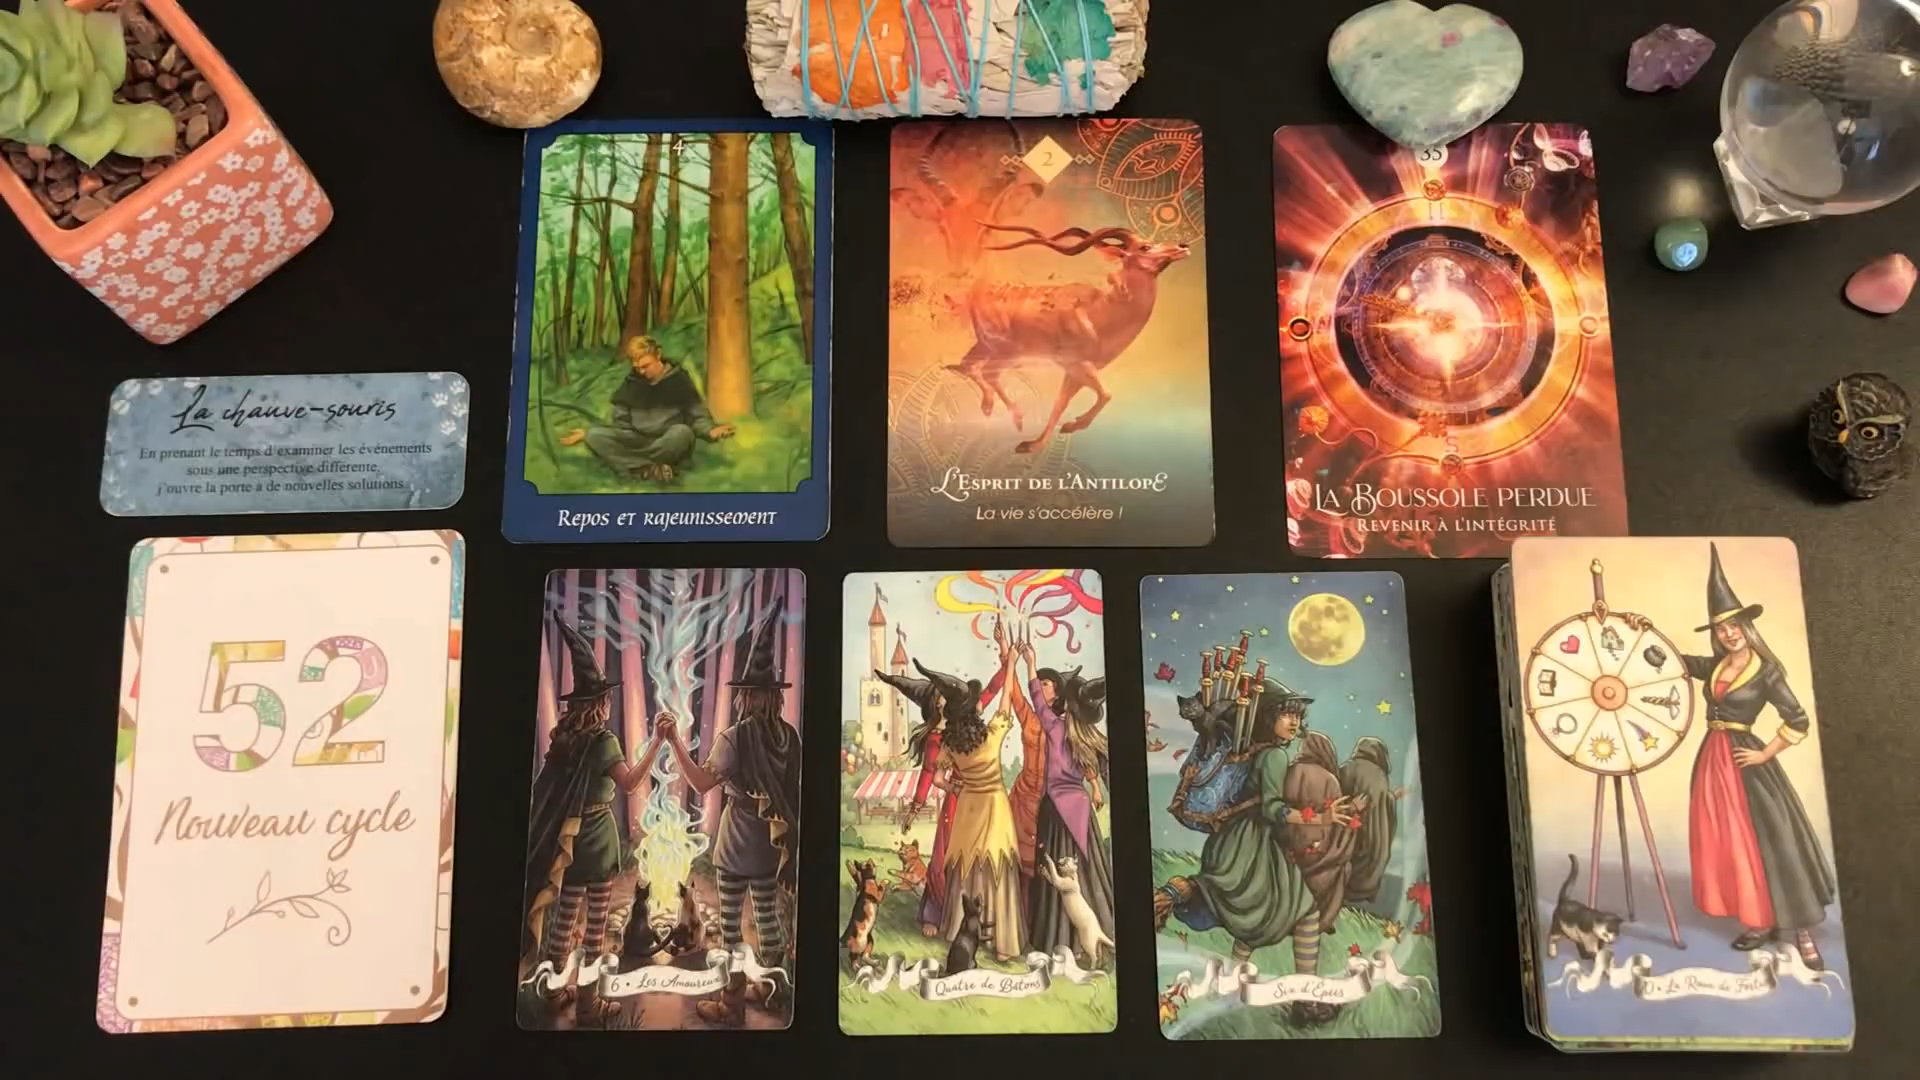 4
2
35
La chauve-souris
En prenant le temps d'examiner les événements
sous une perspective différente,
j'ouvre la porte à de nouvelles solutions.
Repos et rajeunissement
L'Esprit de l'Antilope
La vie s'accélère !
S
La Boussole perdue
Revenir à l'intégrité
52
Nouveau cycle
6 • Les Amoureux
Quatre de Bâtons
Six d'Épées
La Roue de